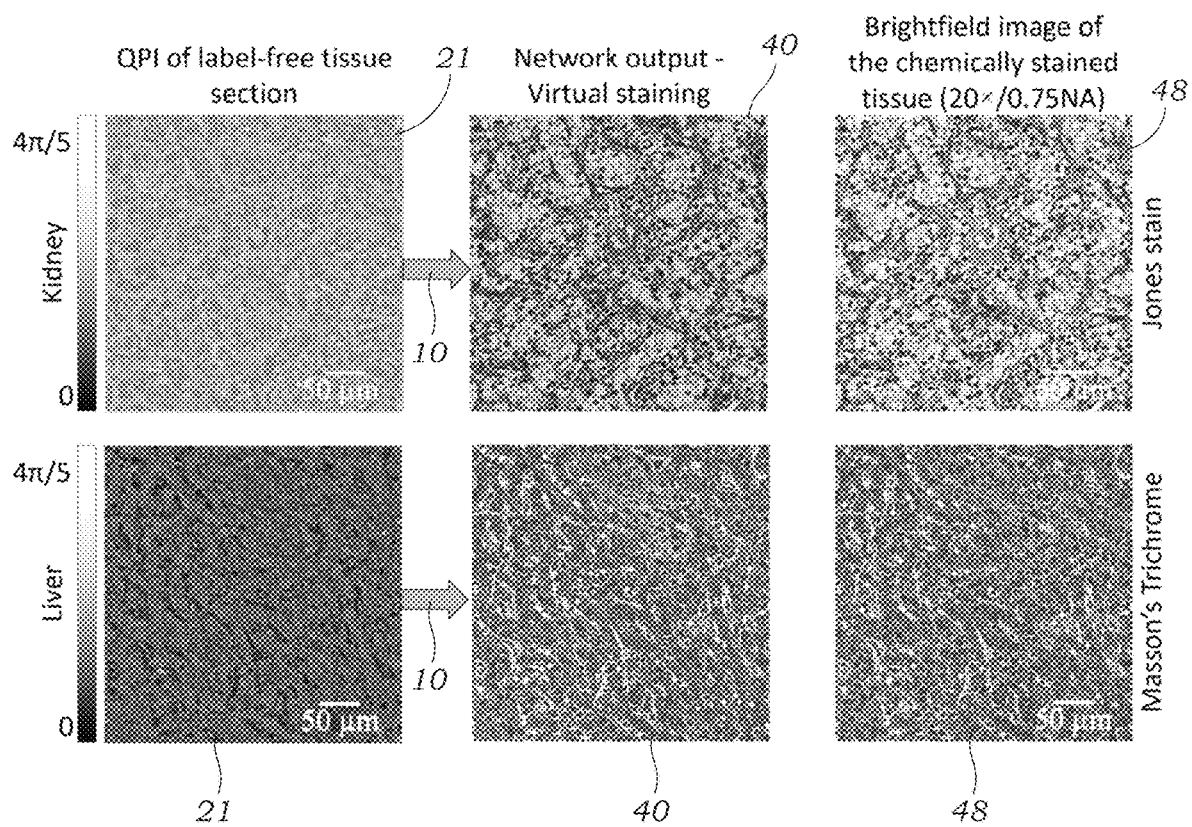 QPI of label-free tissue
section
21
Network output -
Virtual staining
40
Brightfield image of
the chemically stained
tissue (20×/0.75NA)
48
4π/5
Kidney
0
50 µm
10
Jones stain
4π/5
Liver
0
50 µm
10
50 µm
Masson's Trichrome
21
40
48